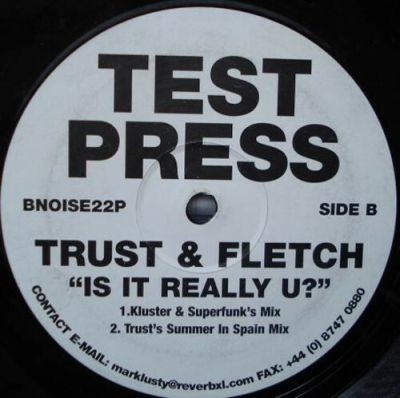 TEST
PRESS
BNOISE22P
SIDE B
TRUST & FLETCH
“IS IT REALLY U?”
1.Kluster & Superfunk's Mix
2. Trust's Summer In Spain Mix
CONTACT E-MAIL: marklusty@reverbxl.com FAX: +44 (0) 8747 0880